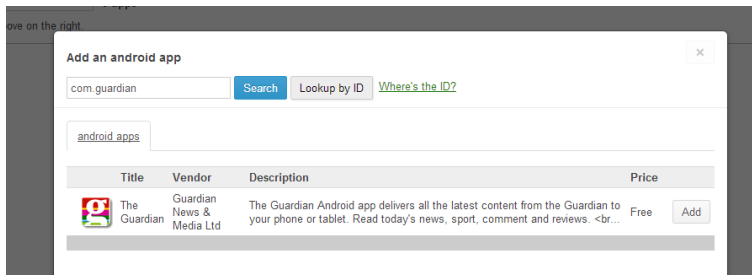 apps
ove on the right.
Add an android app
×
com.guardian
Search
Lookup by ID
Where's the ID?
android apps
Title Vendor Description Price
g
The Guardian
Guardian News & Media Ltd
The Guardian Android app delivers all the latest content from the Guardian to
your phone or tablet. Read today's news, sport, comment and reviews. <br...
Free
Add